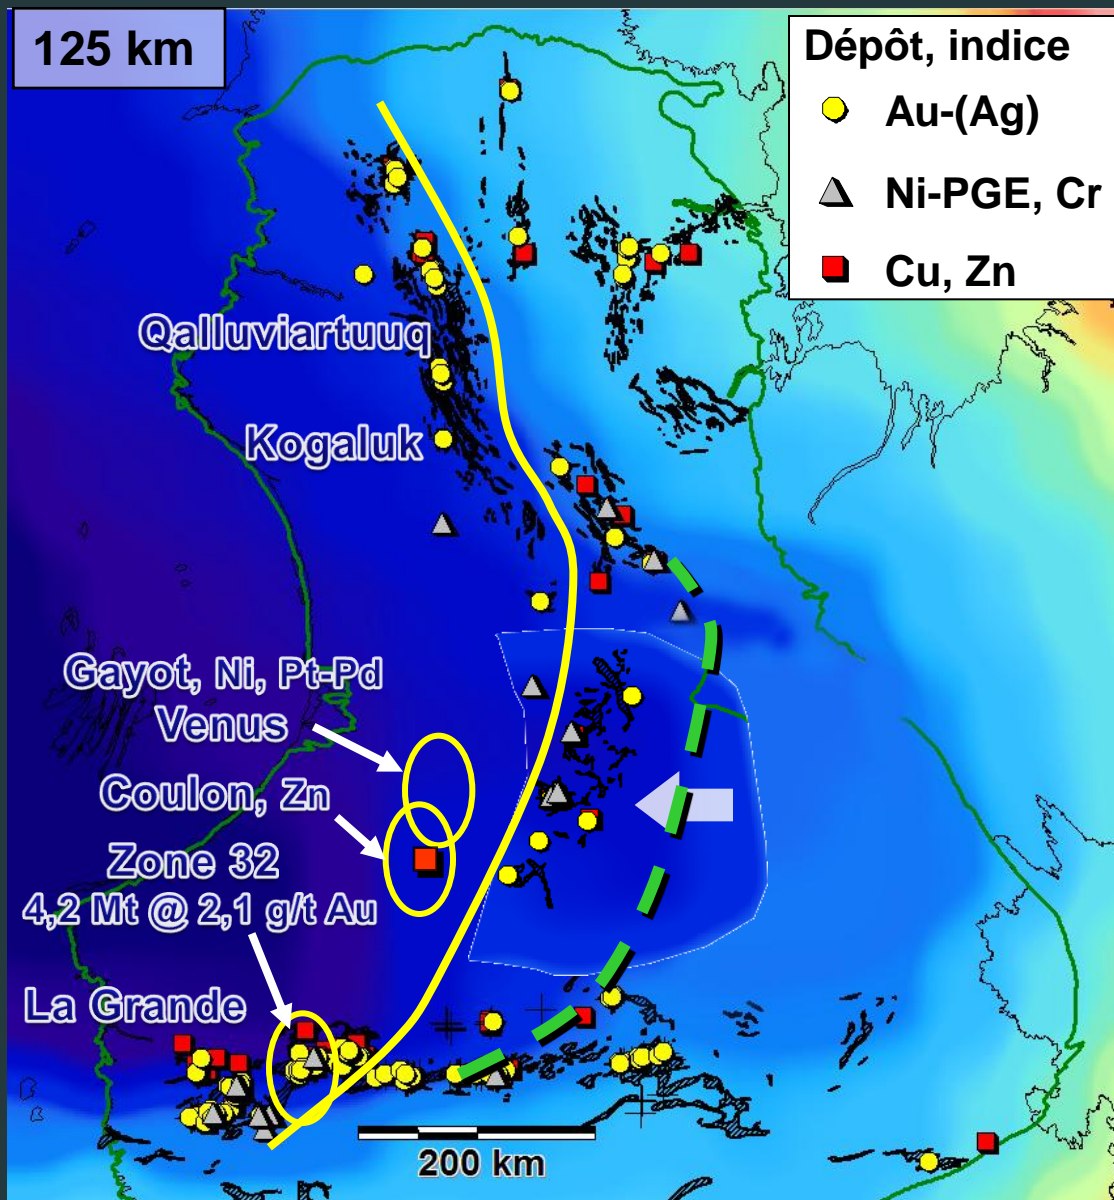 125 km
Dépôt, indice
Au-(Ag)
Ni-PGE, Cr
Cu, Zn
Qalluviartuuq
Kogaluk
Gayot, Ni, Pt-Pd
Venus
Coulon, Zn
Zone 32
4,2 Mt @ 2,1 g/t Au
La Grande
200 km